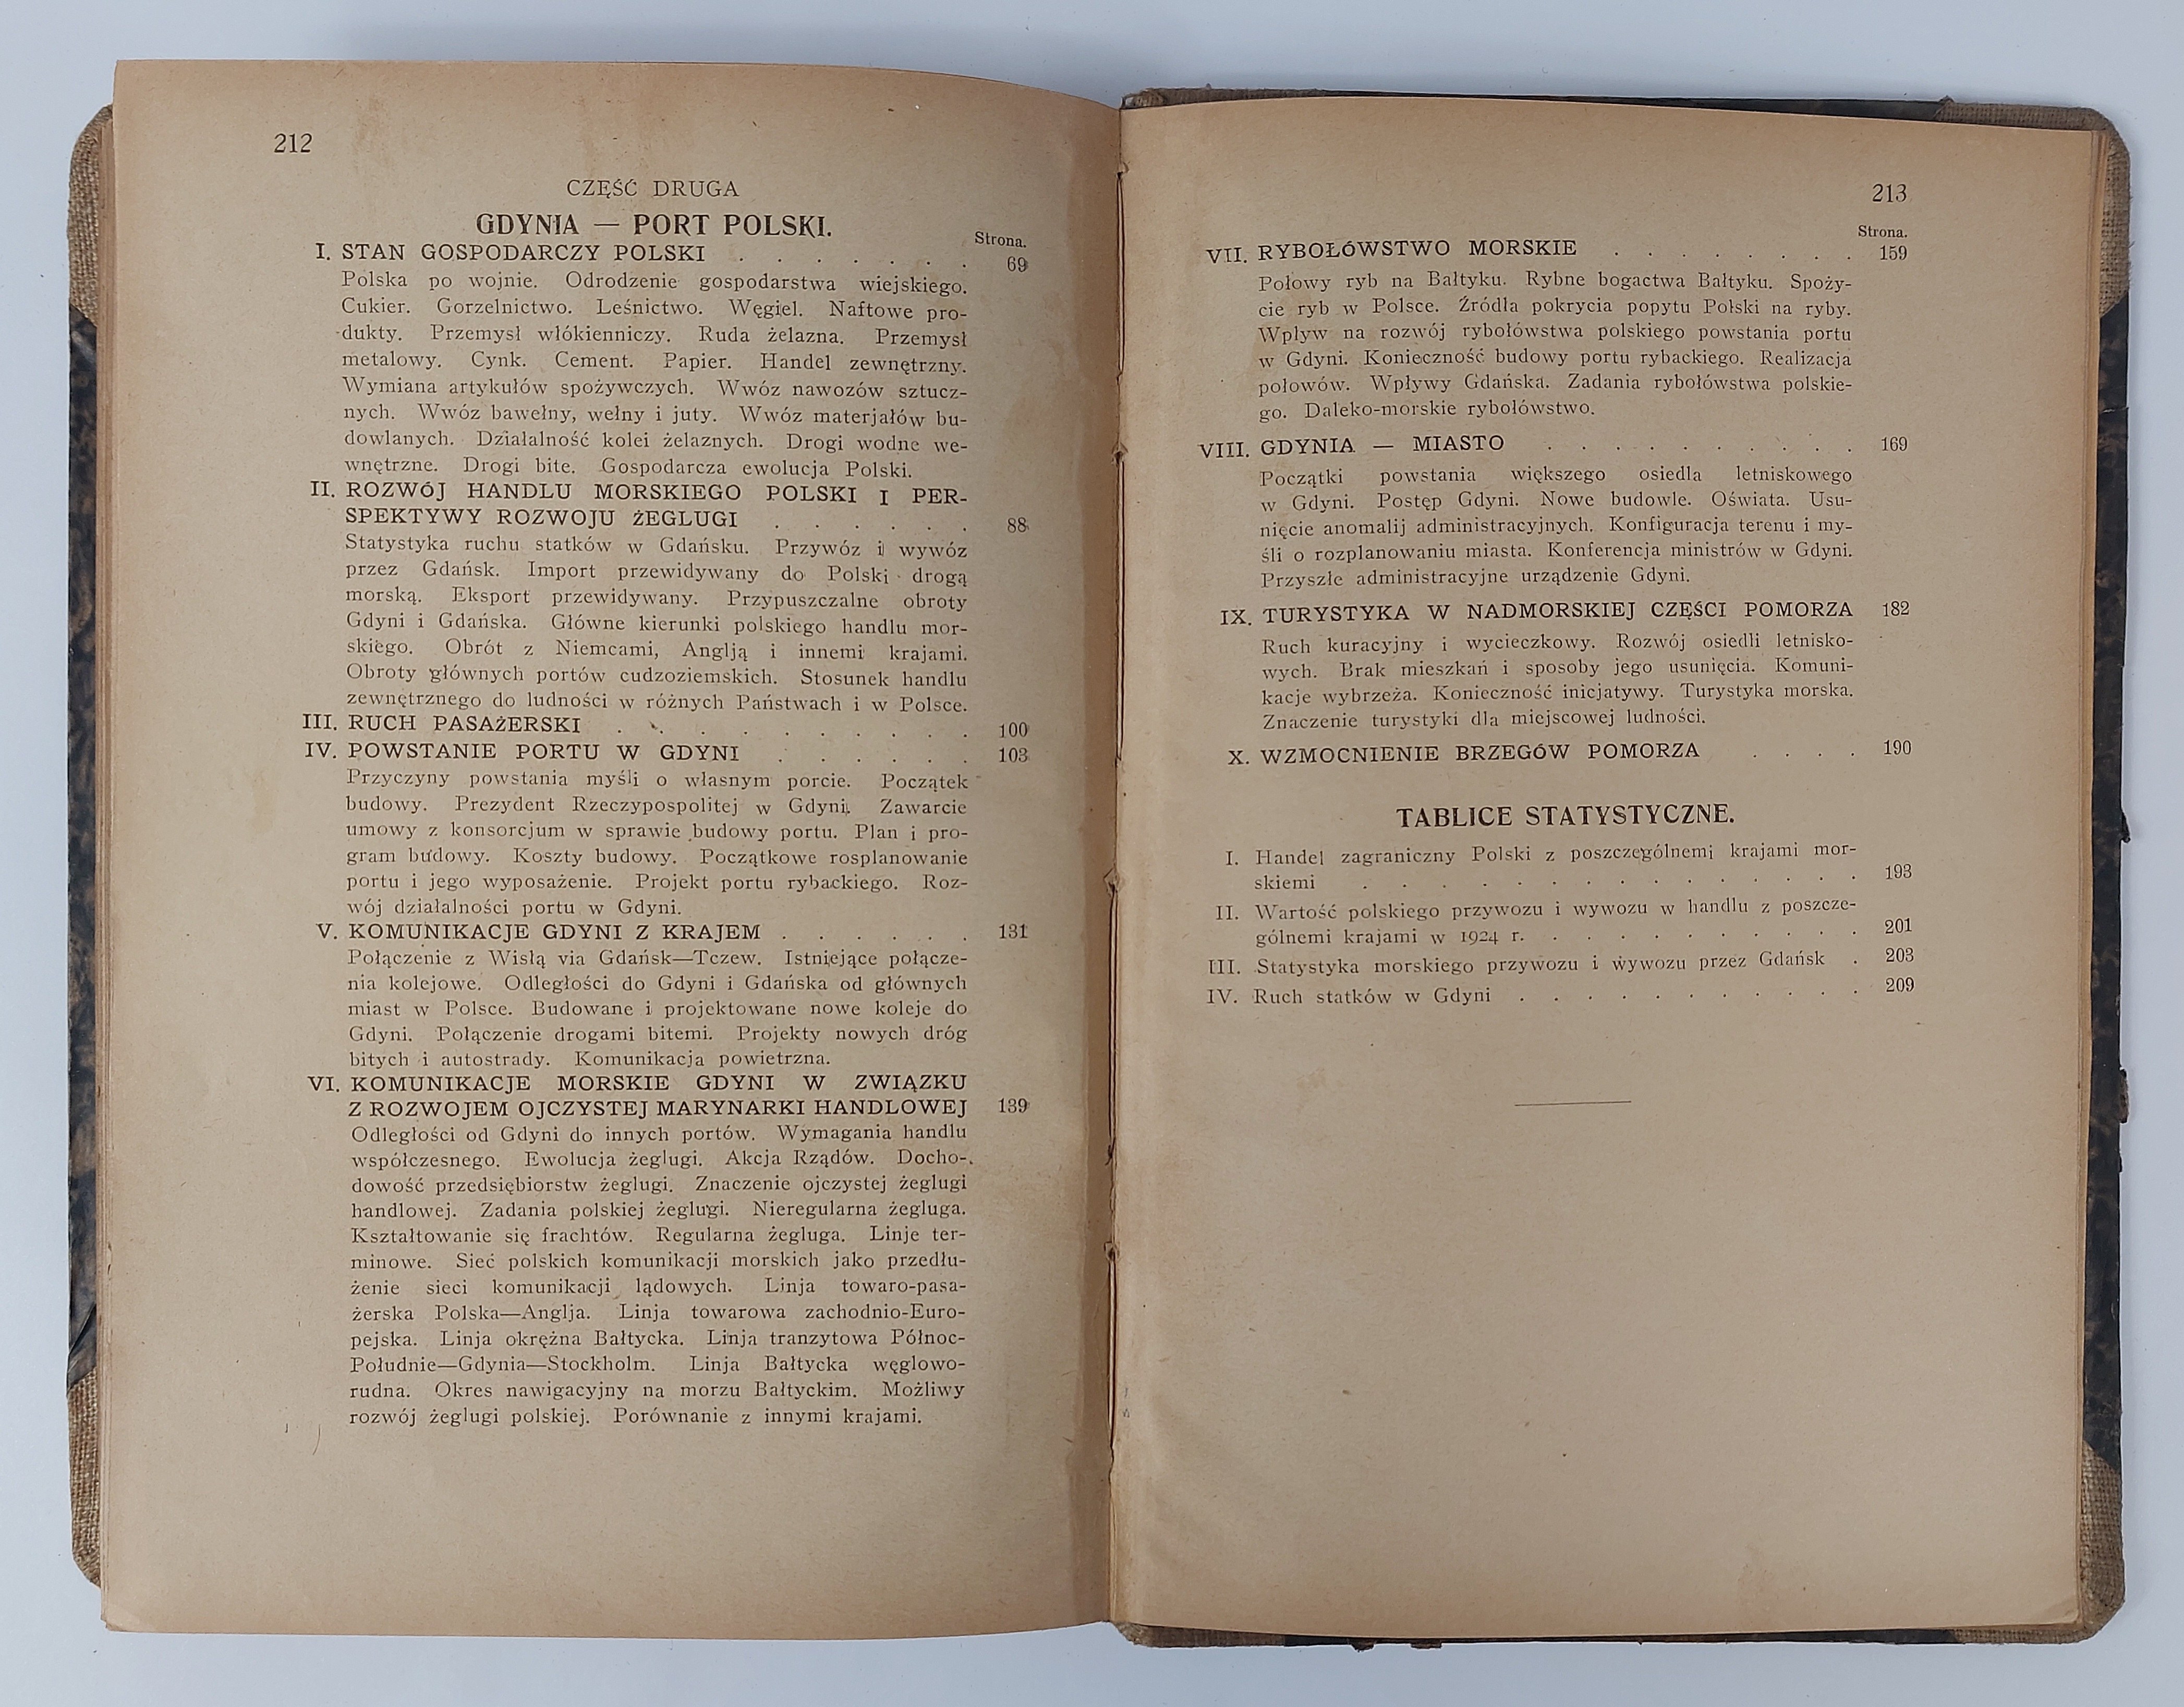 212
CZĘŚĆ DRUGA
GDYNIA — PORT POLSKI.
Strona.
I. STAN GOSPODARCZY POLSKI . . . . . . . 69
Polska po wojnie. Odrodzenie gospodarstwa wiejskiego.
Cukier. Gorzelnictwo. Leśnictwo. Węgiel. Naftowe pro-
dukty. Przemysł włókienniczy. Ruda żelazna. Przemysł
metalowy. Cynk. Cement. Papier. Handel zewnętrzny.
Wymiana artykułów spożywczych. Wwóz nawozów sztucz-
nych. Wwóz bawełny, wełny i juty. Wwóz materjałów bu-
dowlanych. Działalność kolei żelaznych. Drogi wodne we-
wnętrzne. Drogi bite. Gospodarcza ewolucja Polski.
II. ROZWÓJ HANDLU MORSKIEGO POLSKI I PER-
SPEKTYWY ROZWOJU ŻEGLUGI . . . . . . 88
Statystyka ruchu statków w Gdańsku. Przywóz i wywóz
przez Gdańsk. Import przewidywany do Polski drogą
morską. Eksport przewidywany. Przypuszczalne obroty
Gdyni i Gdańska. Główne kierunki polskiego handlu mor-
skiego. Obrót z Niemcami, Anglją i innemi krajami.
Obroty głównych portów cudzoziemskich. Stosunek handlu
zewnętrznego do ludności w różnych Państwach i w Polsce.
III. RUCH PASAŻERSKI . . . . . . . . . 100
IV. POWSTANIE PORTU W GDYNI . . . . . . 103
Przyczyny powstania myśli o własnym porcie. Początek
budowy. Prezydent Rzeczypospolitej w Gdyni. Zawarcie
umowy z konsorcjum w sprawie budowy portu. Plan i pro-
gram budowy. Koszty budowy. Początkowe rosplanowanie
portu i jego wyposażenie. Projekt portu rybackiego. Roz-
wój działalności portu w Gdyni.
V. KOMUNIKACJE GDYNI Z KRAJEM . . . . . . 131
Połączenie z Wisłą via Gdańsk—Tczew. Istniejące połącze-
nia kolejowe. Odległości do Gdyni i Gdańska od głównych
miast w Polsce. Budowane i projektowane nowe koleje do
Gdyni. Połączenie drogami bitemi. Projekty nowych dróg
bitych i autostrady. Komunikacja powietrzna.
VI. KOMUNIKACJE MORSKIE GDYNI W ZWIĄZKU
Z ROZWOJEM OJCZYSTEJ MARYNARKI HANDLOWEJ 139
Odległości od Gdyni do innych portów. Wymagania handlu
współczesnego. Ewolucja żeglugi. Akcja Rządów. Docho-
dowość przedsiębiorstw żeglugi. Znaczenie ojczystej żeglugi
handlowej. Zadania polskiej żeglugi. Nieregularna żegluga.
Kształtowanie się frachtów. Regularna żegluga. Linje ter-
minowe. Sieć polskich komunikacji morskich jako przedłu-
żenie sieci komunikacji lądowych. Linja towaro-pasa-
żerska Polska—Anglja. Linja towarowa zachodnio-Euro-
pejska. Linja okrężna Bałtycka. Linja tranzytowa Północ-
Południe—Gdynia—Stockholm. Linja Bałtycka węglowo-
rudna. Okres nawigacyjny na morzu Bałtyckim. Możliwy
rozwój żeglugi polskiej. Porównanie z innymi krajami.
213
Strona.
VII. RYBOŁÓWSTWO MORSKIE . . . . . . . . 159
Połowy ryb na Bałtyku. Rybne bogactwa Bałtyku. Spoży-
cie ryb w Polsce. Źródła pokrycia popytu Polski na ryby.
Wpływ na rozwój rybołówstwa polskiego powstania portu
w Gdyni. Konieczność budowy portu rybackiego. Realizacja
połowów. Wpływy Gdańska. Zadania rybołówstwa polskie-
go. Daleko-morskie rybołówstwo.
VIII. GDYNIA — MIASTO . . . . . . . . . 169
Początki powstania większego osiedla letniskowego
w Gdyni. Postęp Gdyni. Nowe budowle. Oświata. Usu-
nięcie anomalij administracyjnych. Konfiguracja terenu i my-
śli o rozplanowaniu miasta. Konferencja ministrów w Gdyni.
Przyszłe administracyjne urządzenie Gdyni.
IX. TURYSTYKA W NADMORSKIEJ CZĘŚCI POMORZA 182
Ruch kuracyjny i wycieczkowy. Rozwój osiedli letnisko-
wych. Brak mieszkań i sposoby jego usunięcia. Komuni-
kacje wybrzeża. Konieczność inicjatywy. Turystyka morska.
Znaczenie turystyki dla miejscowej ludności.
X. WZMOCNIENIE BRZEGÓW POMORZA . . . . 190
TABLICE STATYSTYCZNE.
I. Handel zagraniczny Polski z poszczególnemi krajami mor-
skiemi . . . . . . . . . . . . . 193
II. Wartość polskiego przywozu i wywozu w handlu z poszcze-
gólnemi krajami w 1924 r. . . . . . . . . . 201
III. Statystyka morskiego przywozu i wywozu przez Gdańsk . 203
IV. Ruch statków w Gdyni . . . . . . . . . . . 209